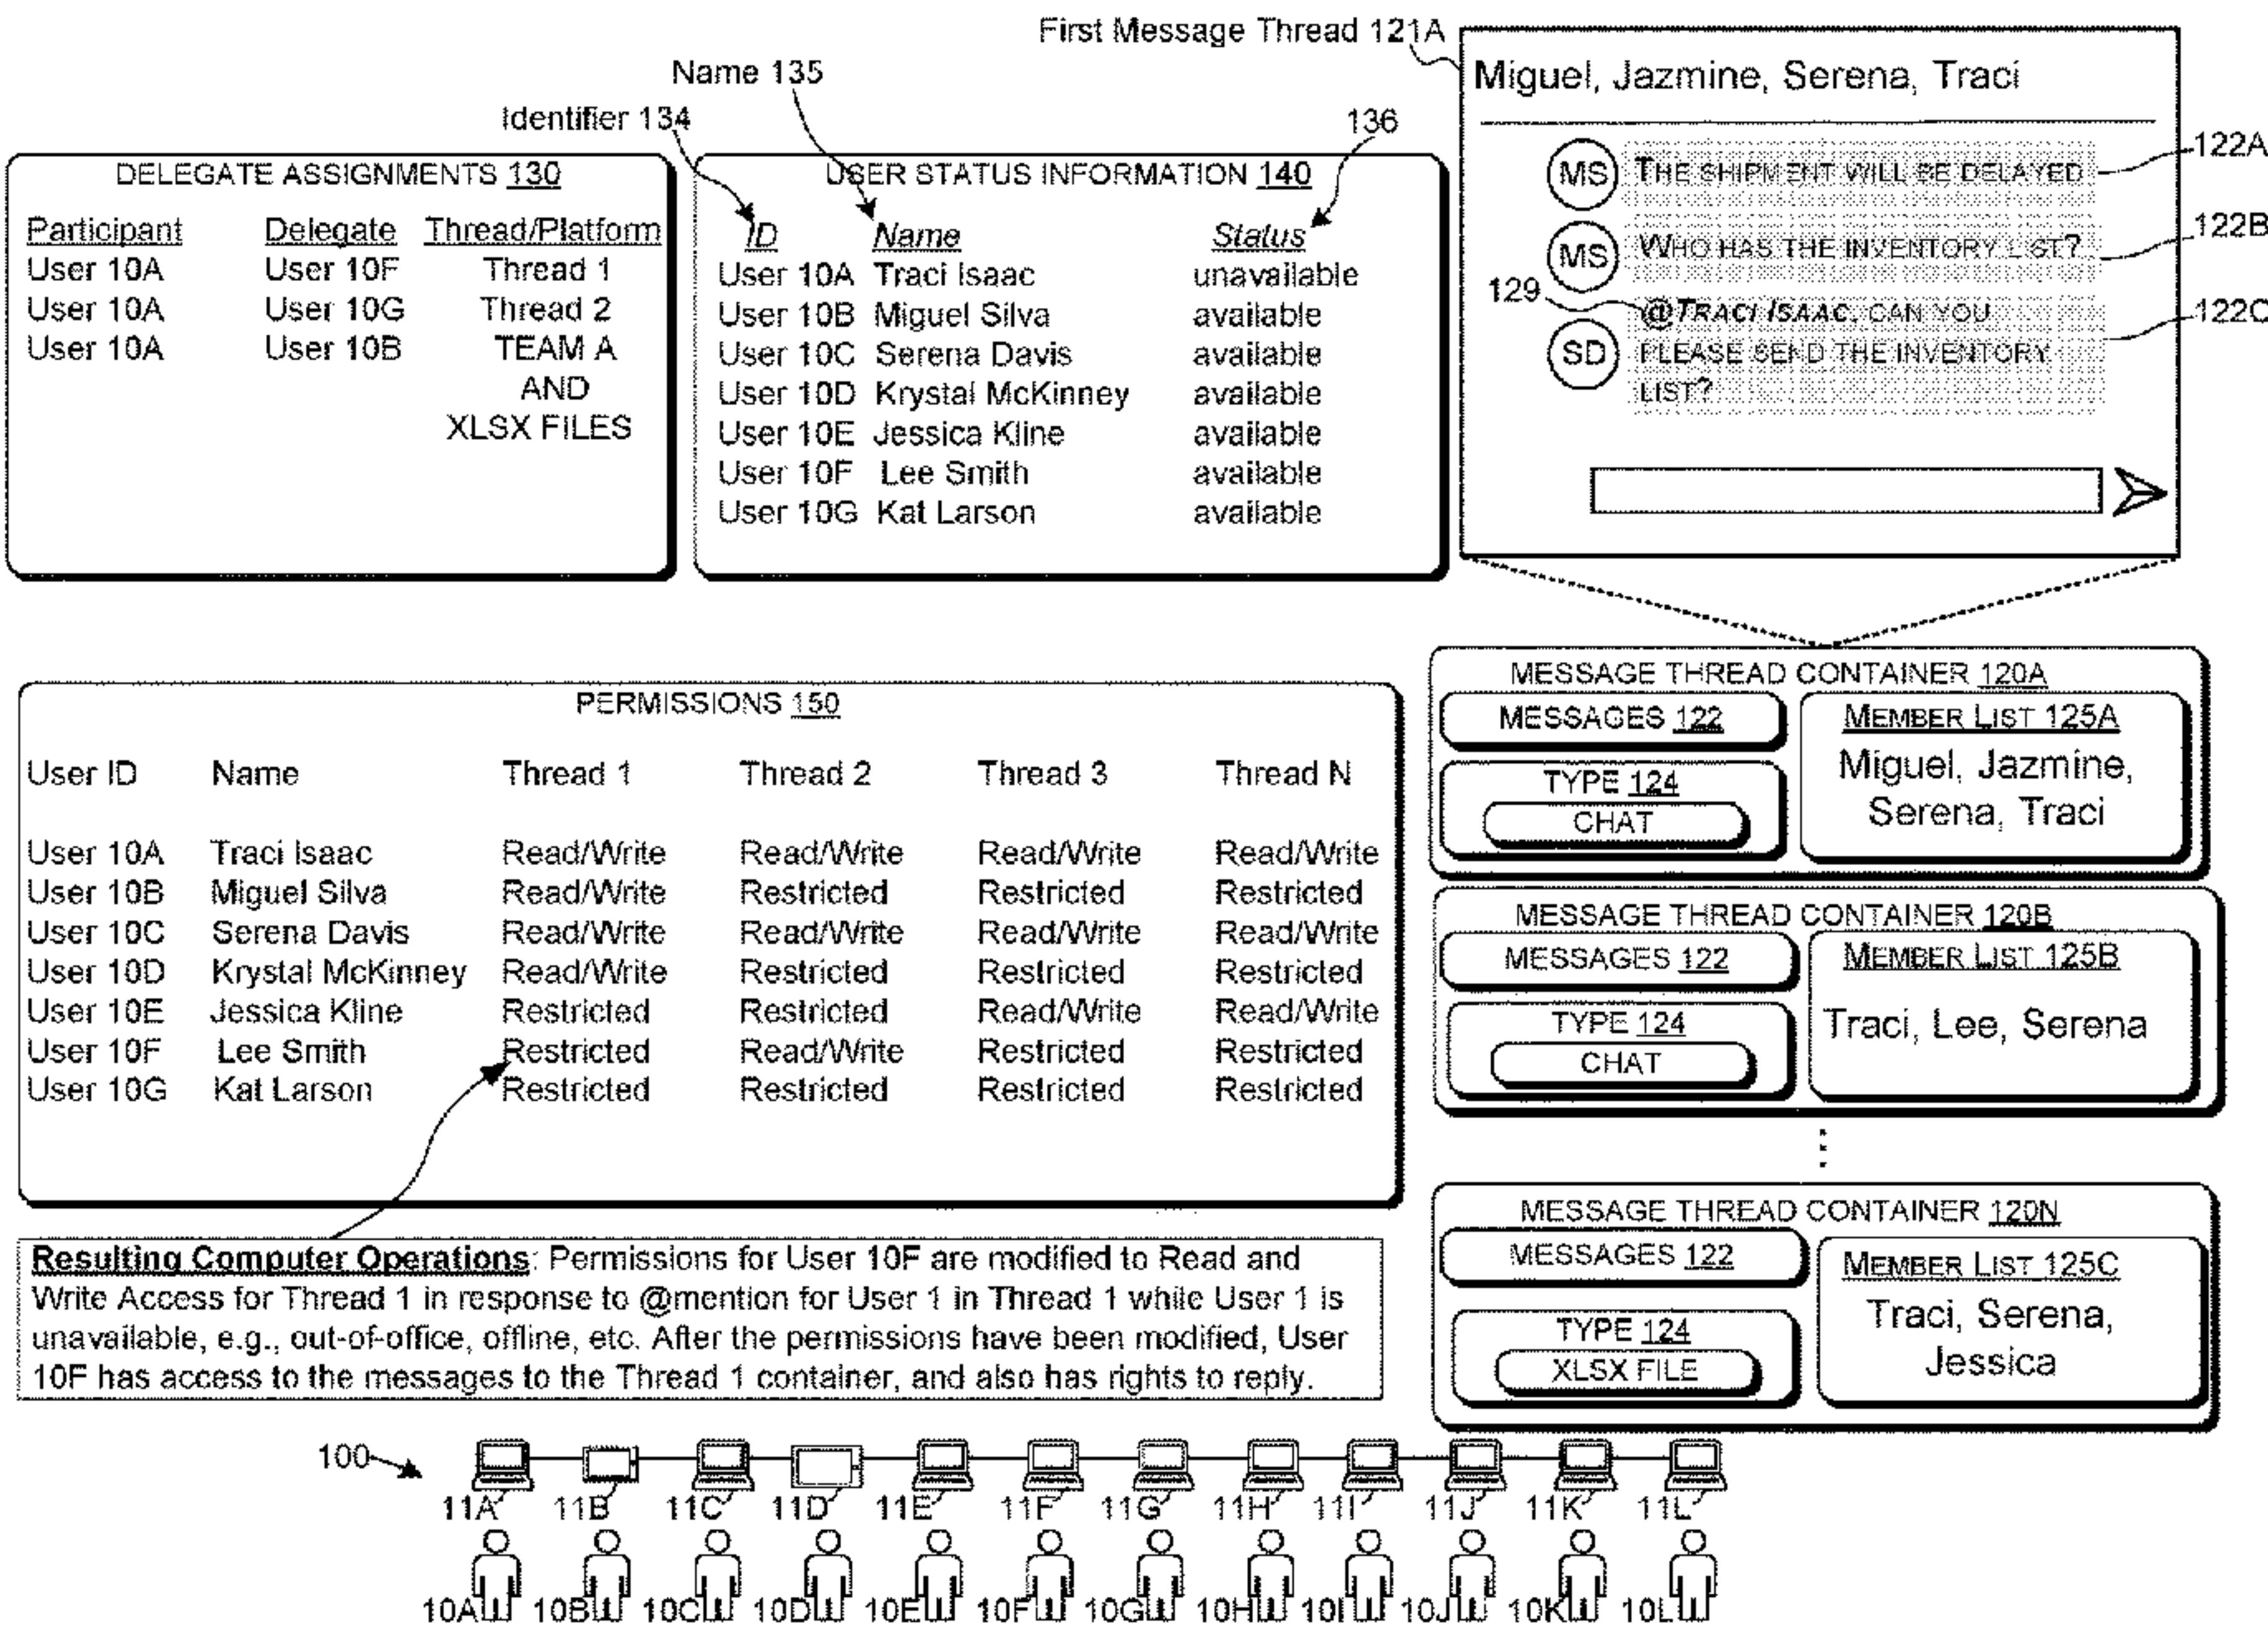 First Message Thread 121A
Name 135
Identifier 134
136
DELEGATE ASSIGNMENTS 130
Participant Delegate Thread/Platform
User 10A User 10F Thread 1
User 10A User 10G Thread 2
User 10A User 10B TEAM A
AND
XLSX FILES
USER STATUS INFORMATION 140
ID Name Status
User 10A Traci Isaac unavailable
User 10B Miguel Silva available
User 10C Serena Davis available
User 10D Krystal McKinney available
User 10E Jessica Kline available
User 10F Lee Smith available
User 10G Kat Larson available
Miguel, Jazmine, Serena, Traci
MS THE SHIPMENT WILL BE DELAYED 122A
MS WHO HAS THE INVENTORY LIST? 122B
129 @TRACI ISAAC, CAN YOU 122C
SD PLEASE SEND THE INVENTORY
LIST?
PERMISSIONS 150
User ID Name Thread 1 Thread 2 Thread 3 Thread N
User 10A Traci Isaac Read/Write Read/Write Read/Write Read/Write
User 10B Miguel Silva Read/Write Restricted Restricted Restricted
User 10C Serena Davis Read/Write Read/Write Read/Write Read/Write
User 10D Krystal McKinney Read/Write Restricted Restricted Restricted
User 10E Jessica Kline Restricted Restricted Read/Write Read/Write
User 10F Lee Smith Restricted Read/Write Restricted Restricted
User 10G Kat Larson Restricted Restricted Restricted Restricted
Resulting Computer Operations: Permissions for User 10F are modified to Read and
Write Access for Thread 1 in response to @mention for User 1 in Thread 1 while User 1 is
unavailable, e.g., out-of-office, offline, etc. After the permissions have been modified, User
10F has access to the messages to the Thread 1 container, and also has rights to reply.
MESSAGE THREAD CONTAINER 120A
MESSAGES 122
TYPE 124
CHAT
MEMBER LIST 125A
Miguel, Jazmine,
Serena, Traci
MESSAGE THREAD CONTAINER 120B
MESSAGES 122
TYPE 124
CHAT
MEMBER LIST 125B
Traci, Lee, Serena
MESSAGE THREAD CONTAINER 120N
MESSAGES 122
TYPE 124
XLSX FILE
MEMBER LIST 125C
Traci, Serena,
Jessica
100
11A 11B 11C 11D 11E 11F 11G 11H 11I 11J 11K 11L
10A 10B 10C 10D 10E 10F 10G 10H 10I 10J 10K 10L